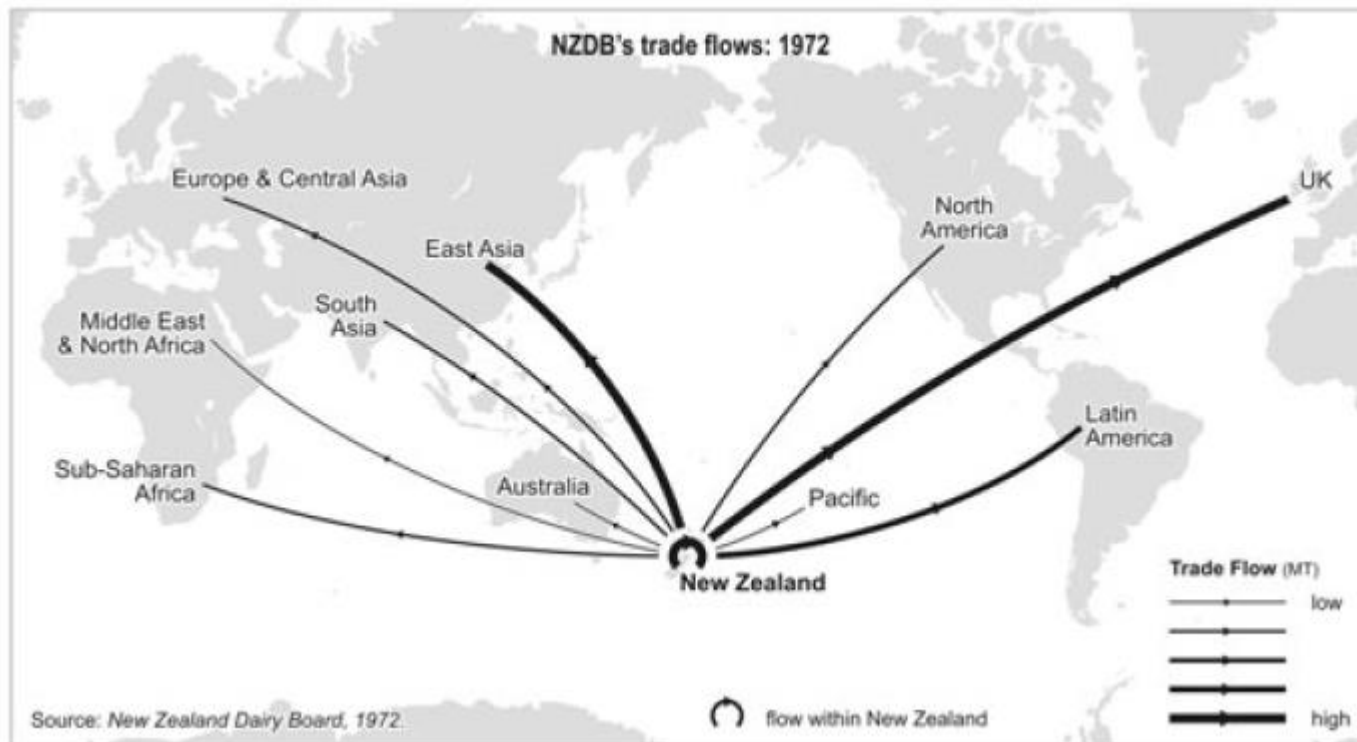 NZDB's trade flows: 1972
Europe & Central Asia
UK
North
America
East Asia
South
Asia
Middle East
& North Africa
Latin
America
Sub-Saharan
Africa
Australia
Pacific
New Zealand
Trade Flow (MT)
low
high
Source: New Zealand Dairy Board, 1972.
flow within New Zealand